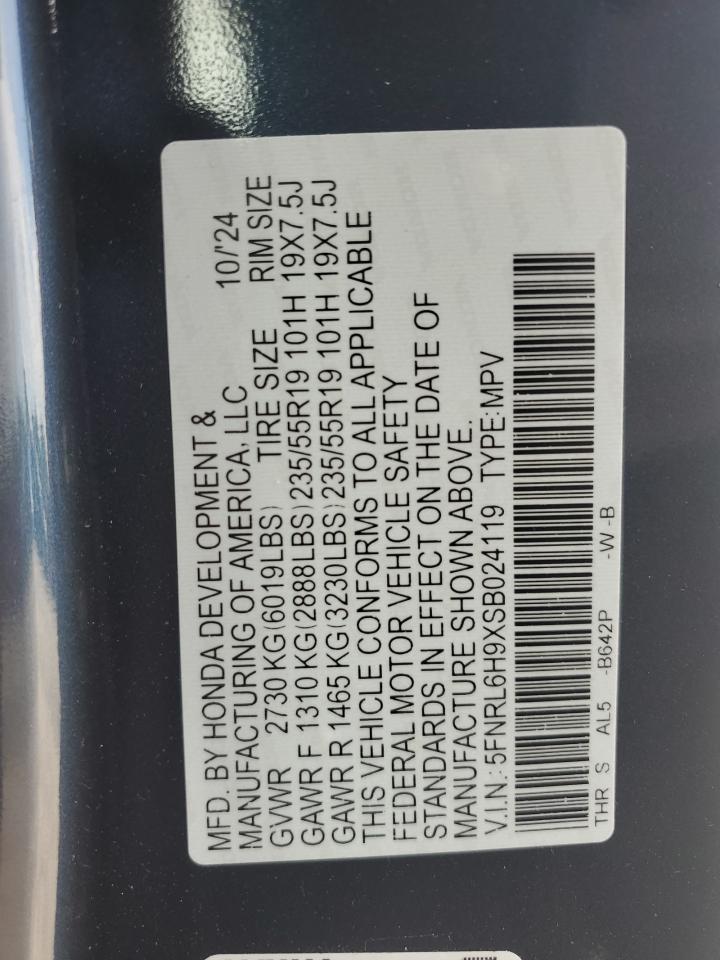 MFD. BY HONDA DEVELOPMENT &
MANUFACTURING OF AMERICA, LLC 10/'24
GVWR 2730 KG(6019LBS) TIRE SIZE RIM SIZE
GAWR F 1310 KG(2888LBS)235/55R19 101H 19X7.5J
GAWR R 1465 KG(3230LBS)235/55R19 101H 19X7.5J
THIS VEHICLE CONFORMS TO ALL APPLICABLE
FEDERAL MOTOR VEHICLE SAFETY
STANDARDS IN EFFECT ON THE DATE OF
MANUFACTURE SHOWN ABOVE.
V.I.N.:5FNRL6H9XSB024119 TYPE:MPV
THR S AL5 -B642P -W -B